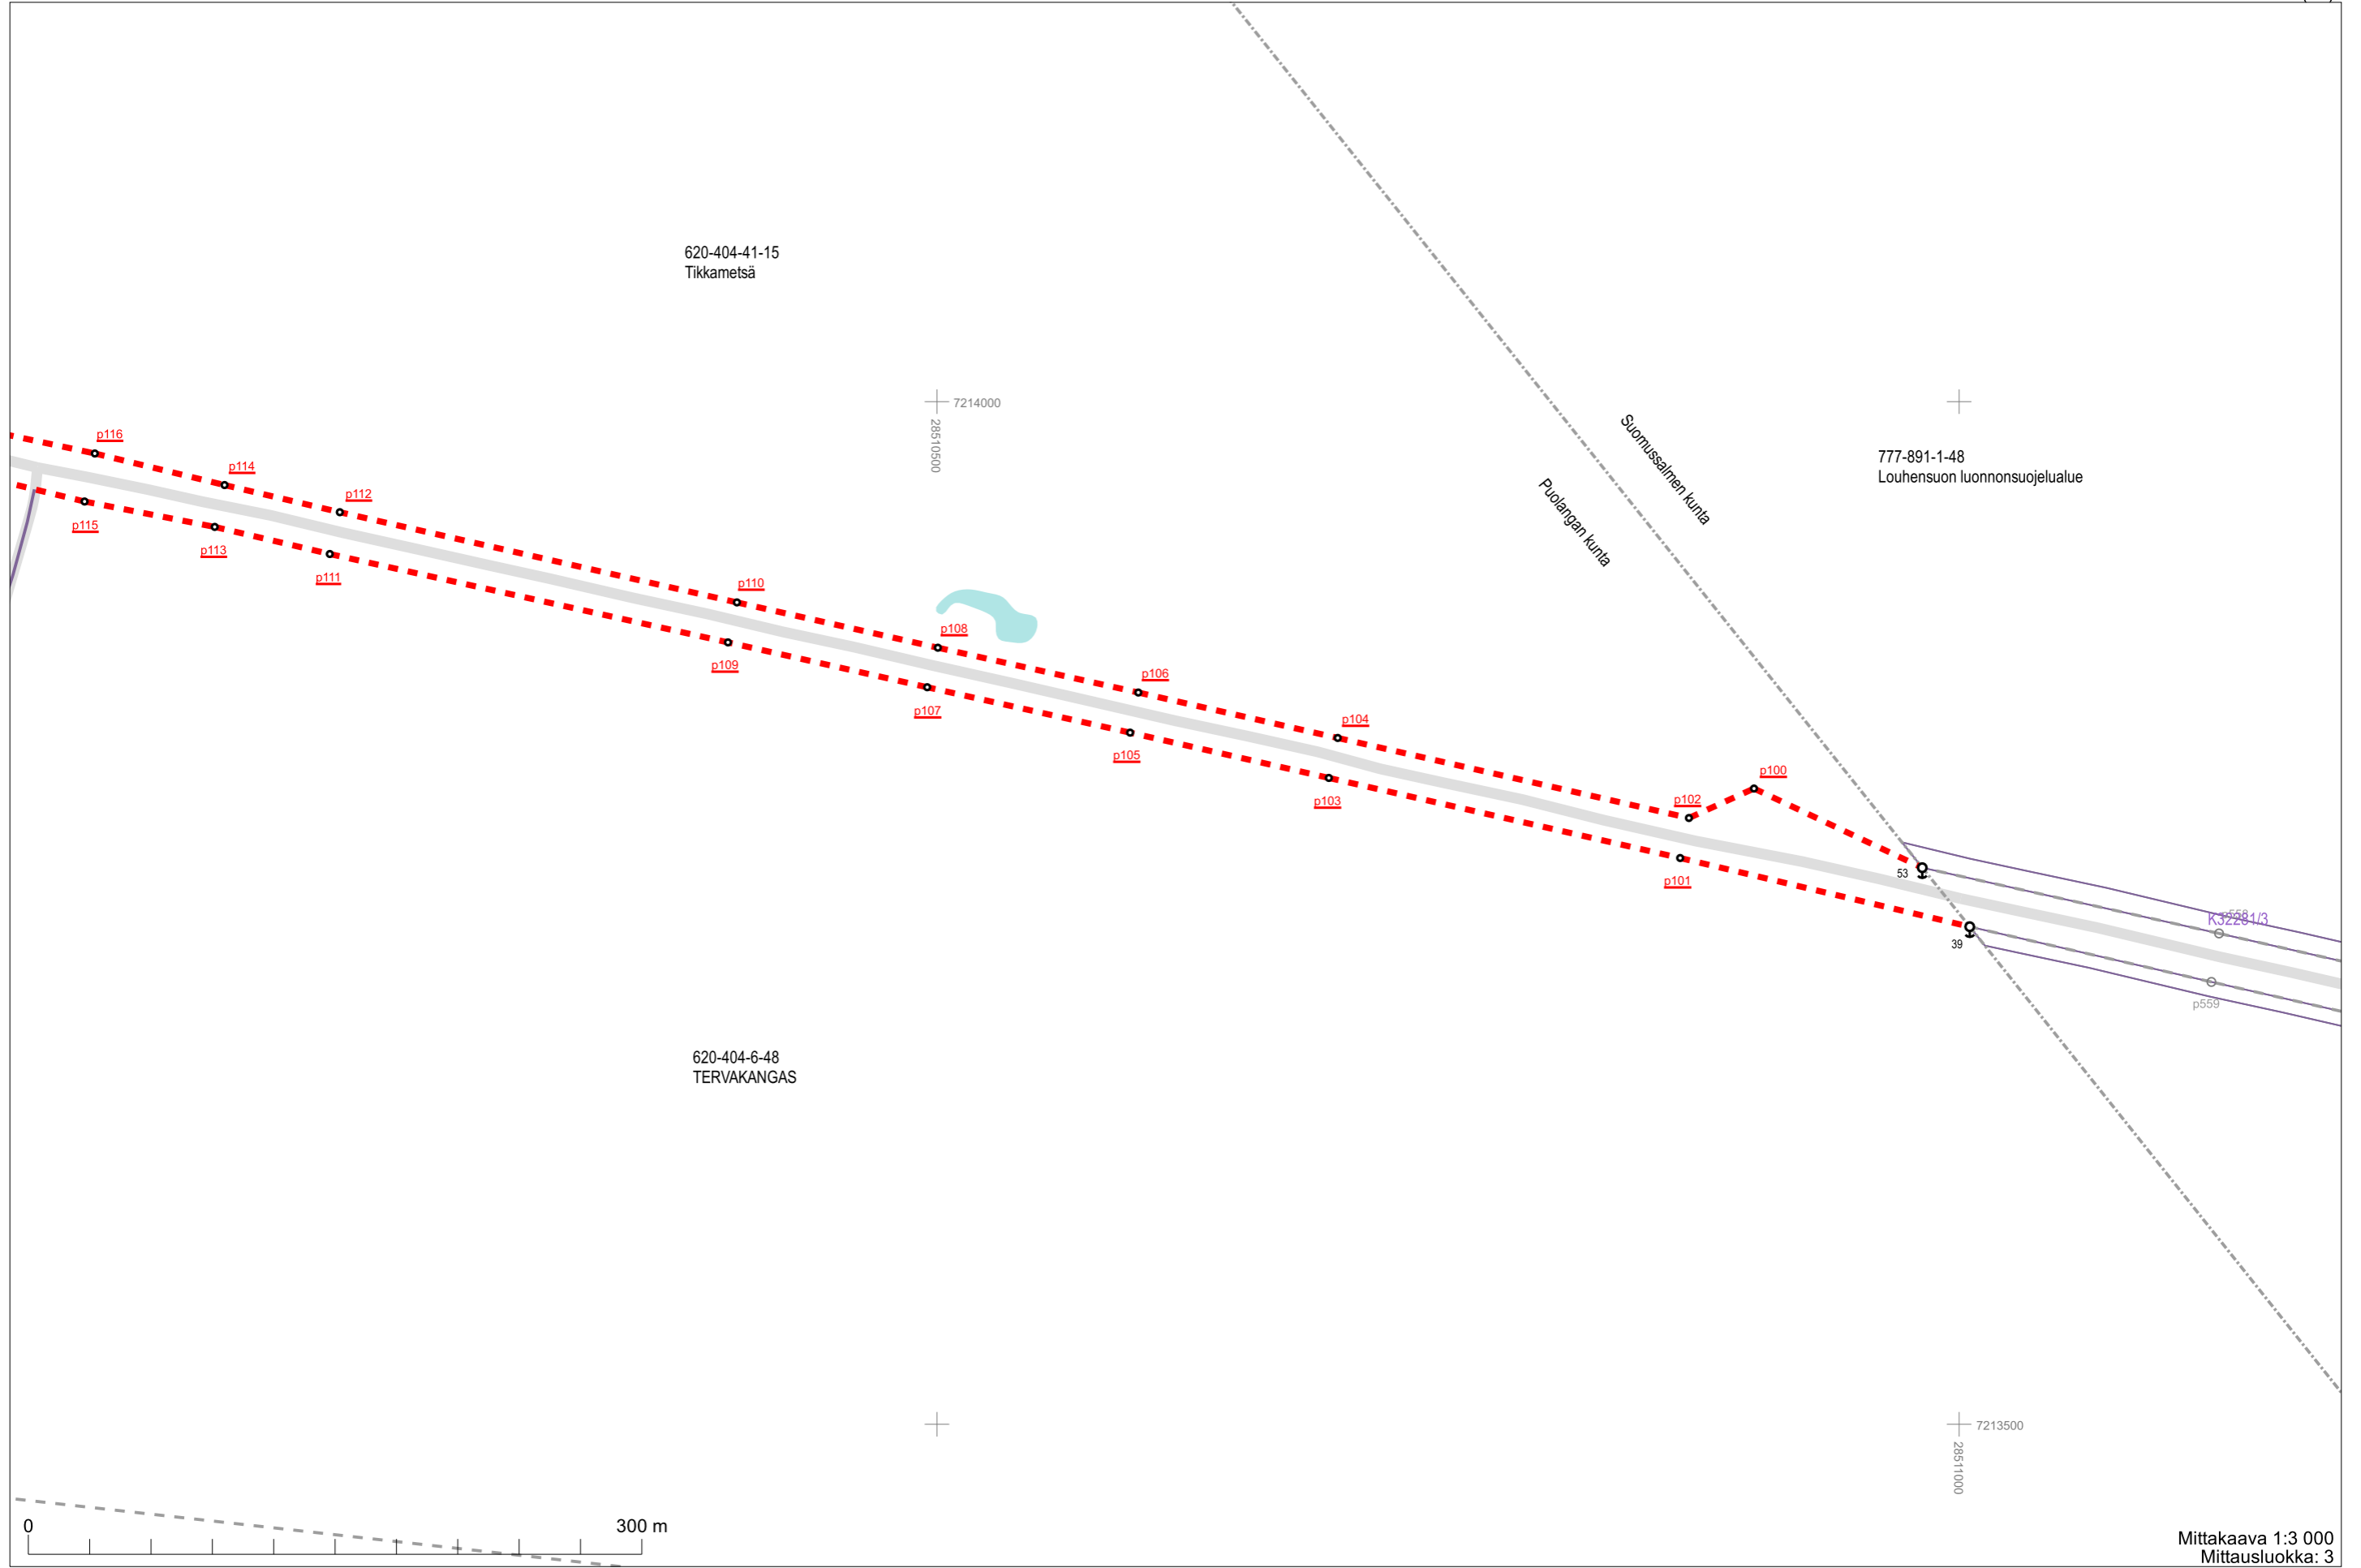 620-404-41-15
Tikkametsä
7214000
28510500
Suomussalmen kunta
Puolangan kunta
777-891-1-48
Louhensuon luonnonsuojelualue
p116
p114
p112
p115
p113
p111
p110
p108
p109
p106
p107
p104
p105
p103
p100
p102
p101
53
39
K32281/3
p559
620-404-6-48
TERVAKANGAS
7213500
28511000
0
300 m
Mittakaava 1:3 000
Mittausluokka: 3